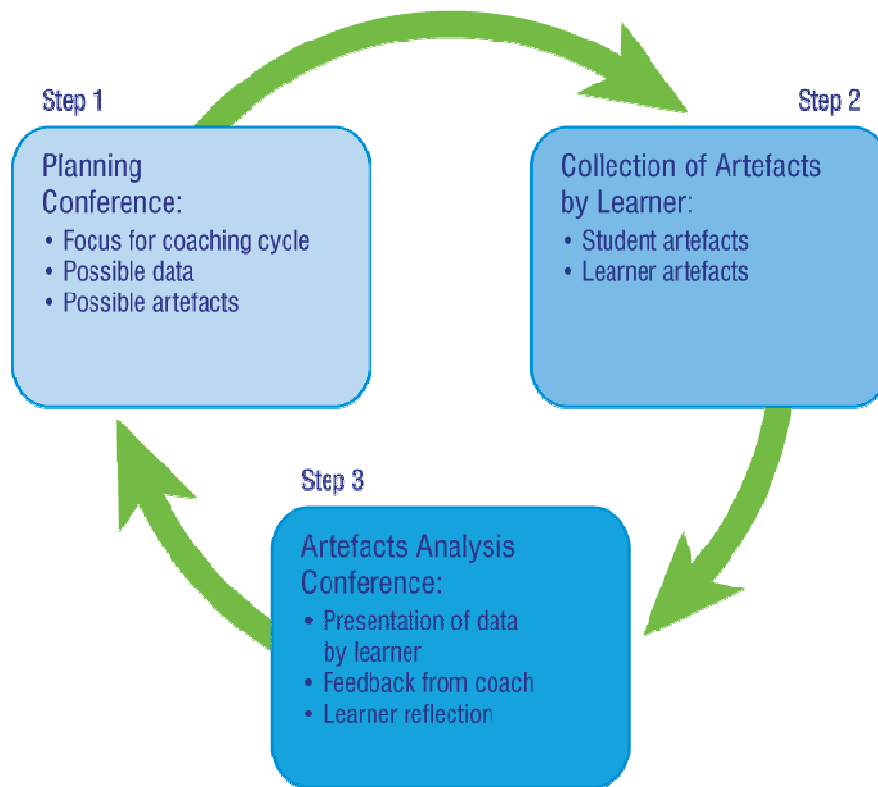 Step 1
Planning
Conference:
• Focus for coaching cycle
• Possible data
• Possible artefacts
Step 2
Collection of Artefacts
by Learner:
• Student artefacts
• Learner artefacts
Step 3
Artefacts Analysis
Conference:
• Presentation of data
by learner
• Feedback from coach
• Learner reflection